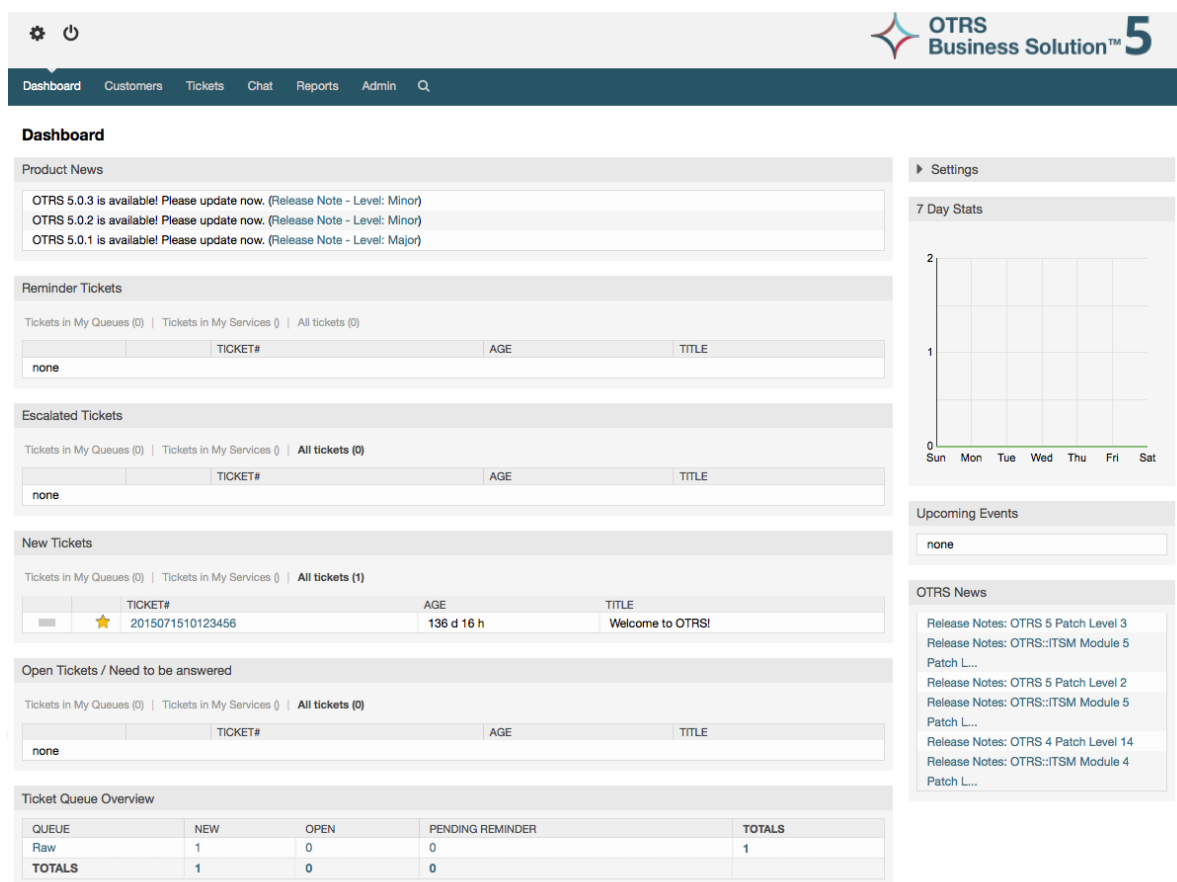 OTRS
Business Solution™ 5
Dashboard Customers Tickets Chat Reports Admin
Dashboard
Product News
OTRS 5.0.3 is available! Please update now. (Release Note - Level: Minor)
OTRS 5.0.2 is available! Please update now. (Release Note - Level: Minor)
OTRS 5.0.1 is available! Please update now. (Release Note - Level: Major)
Reminder Tickets
Tickets in My Queues (0) | Tickets in My Services () | All tickets (0)
TICKET# AGE TITLE
none
Escalated Tickets
Tickets in My Queues (0) | Tickets in My Services () | All tickets (0)
TICKET# AGE TITLE
none
New Tickets
Tickets in My Queues (0) | Tickets in My Services () | All tickets (1)
TICKET# AGE TITLE
2015071510123456 136 d 16 h Welcome to OTRS!
Open Tickets / Need to be answered
Tickets in My Queues (0) | Tickets in My Services () | All tickets (0)
TICKET# AGE TITLE
none
Ticket Queue Overview
QUEUE NEW OPEN PENDING REMINDER TOTALS
Raw 1 0 0 1
TOTALS 1 0 0
Settings
7 Day Stats
2
1
0
Sun Mon Tue Wed Thu Fri Sat
Upcoming Events
none
OTRS News
Release Notes: OTRS 5 Patch Level 3
Release Notes: OTRS::ITSM Module 5
Patch L...
Release Notes: OTRS 5 Patch Level 2
Release Notes: OTRS::ITSM Module 5
Patch L...
Release Notes: OTRS 4 Patch Level 14
Release Notes: OTRS::ITSM Module 4
Patch L...